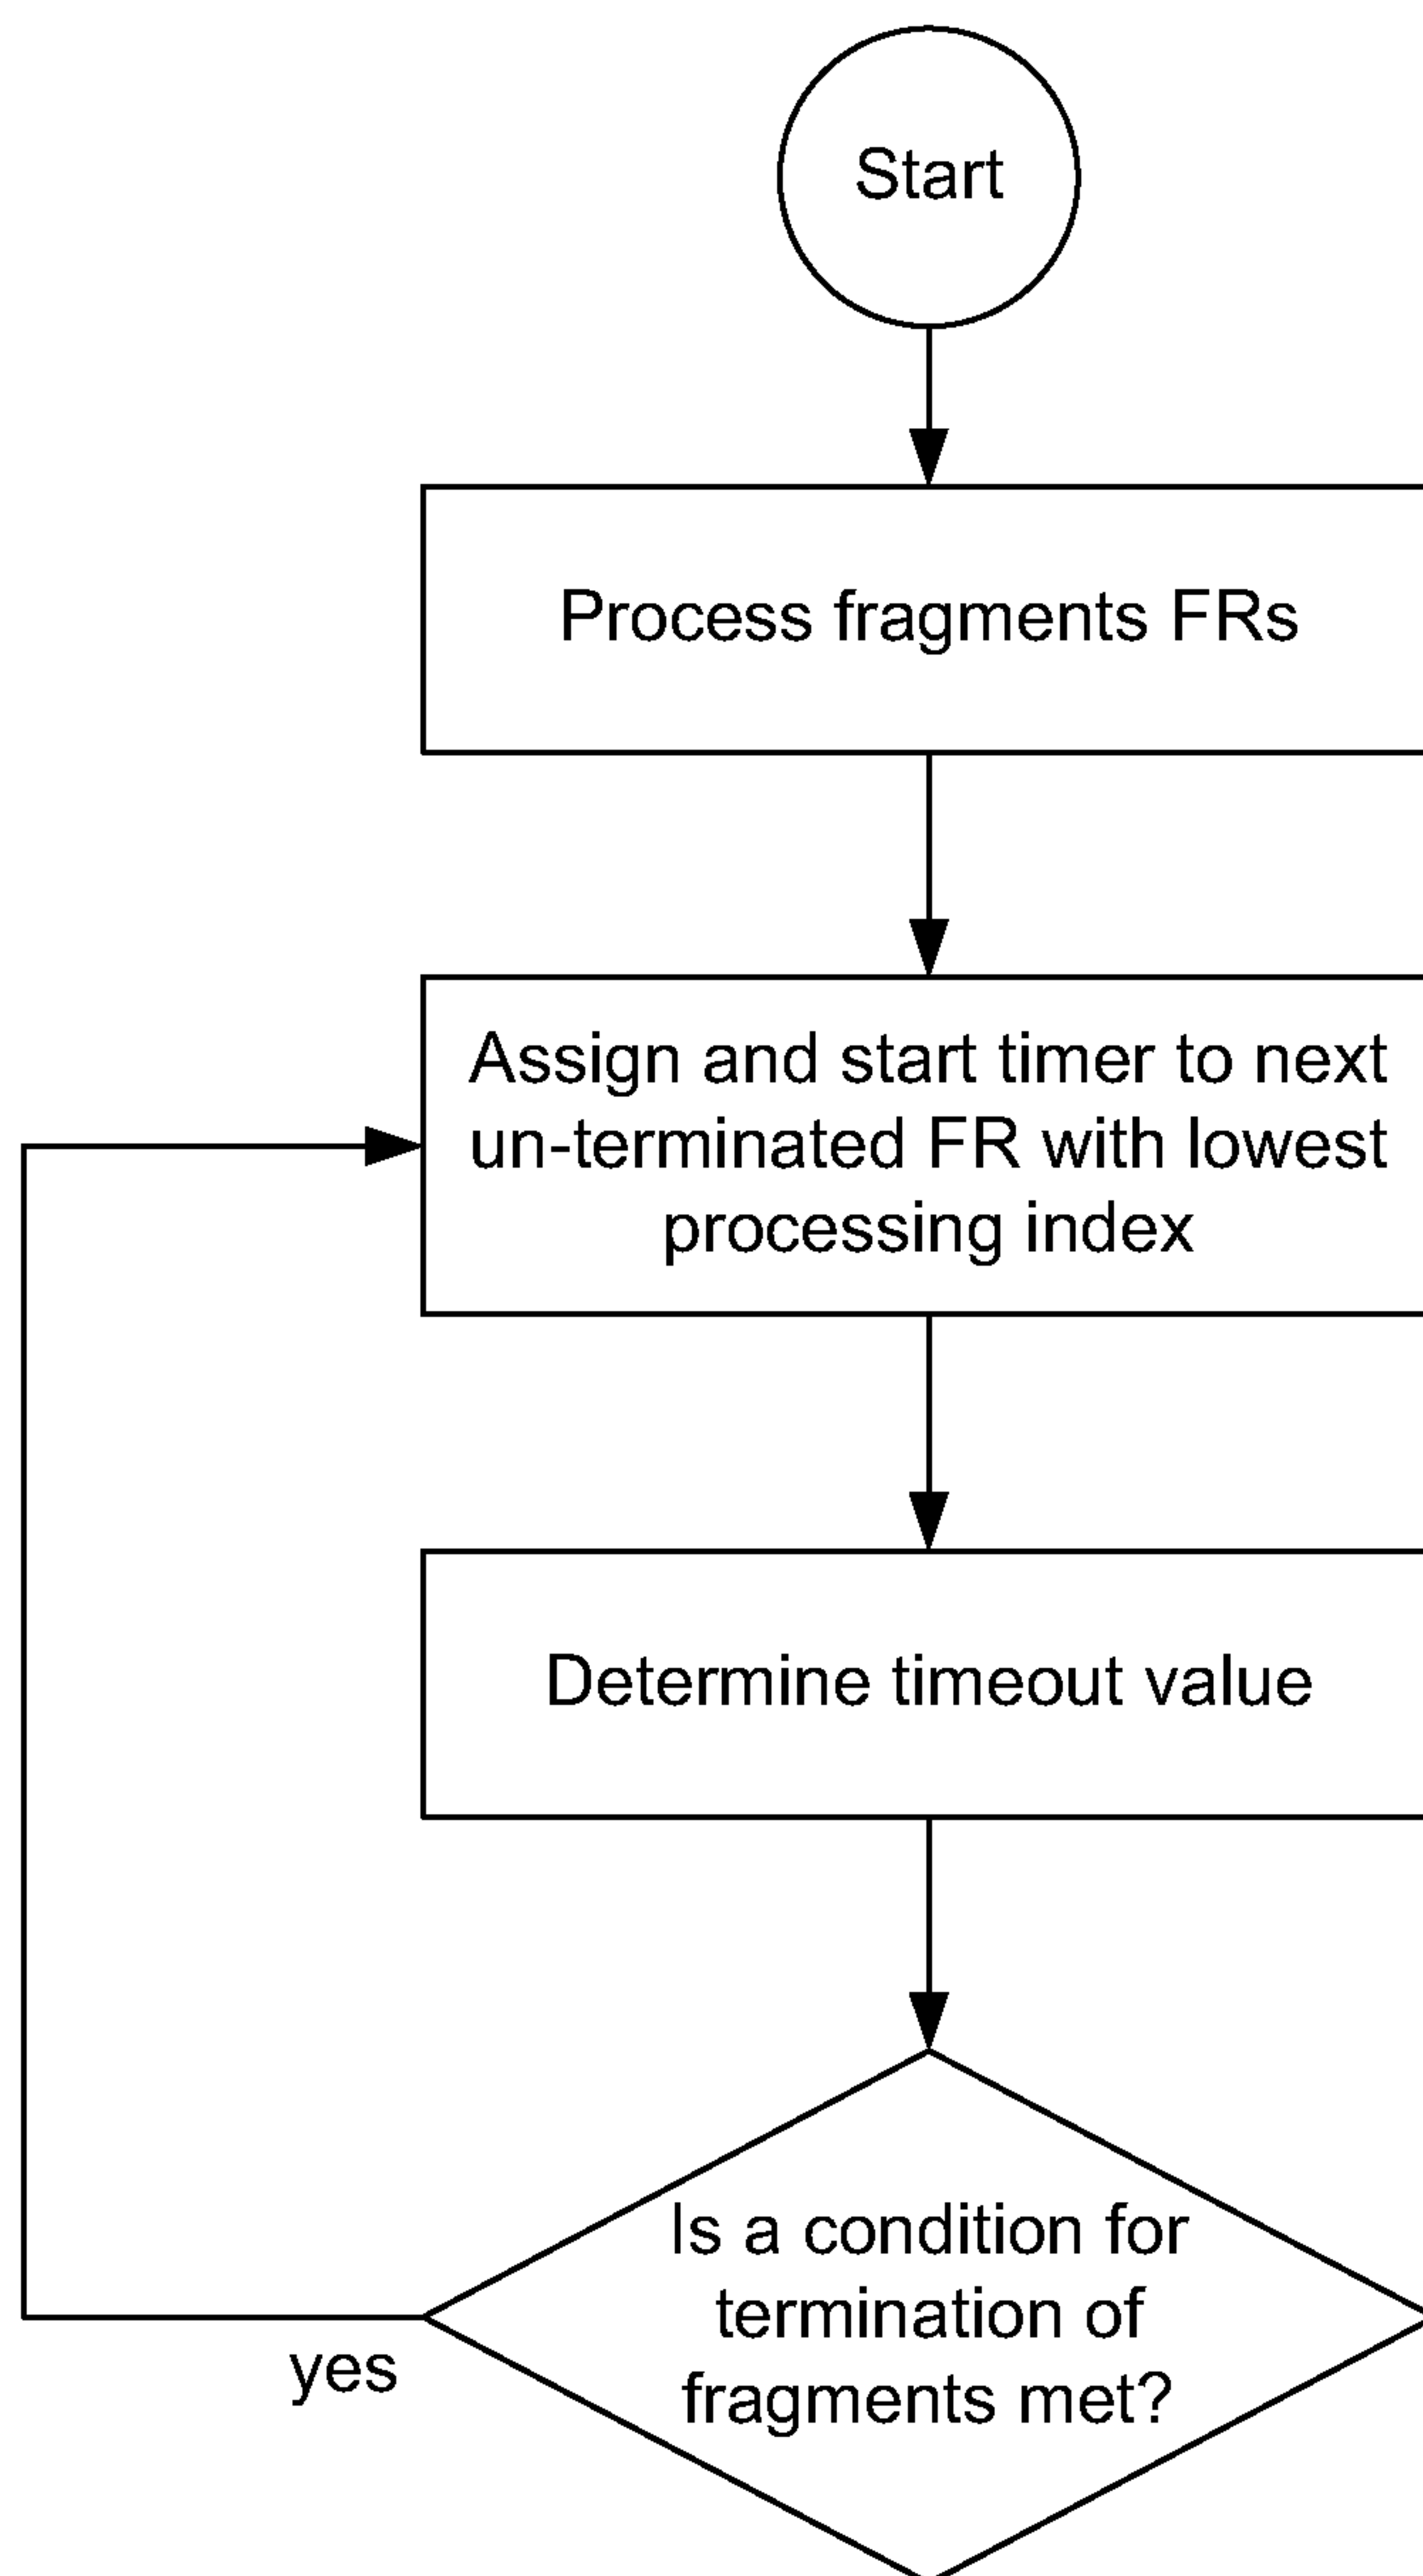 Start
Process fragments FRs
Assign and start timer to next
un-terminated FR with lowest
processing index
Determine timeout value
Is a condition for
termination of
fragments met?
yes